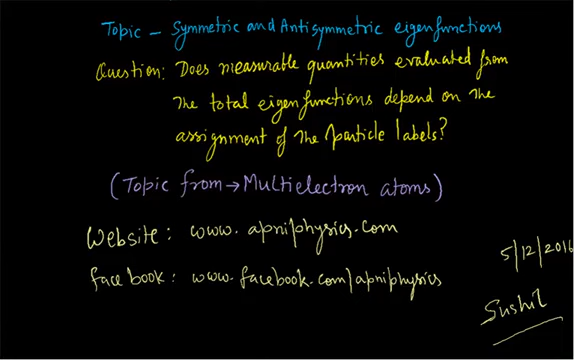 Topic - Symmetric and Antisymmetric eigenfunctions
Question: Does measurable quantities evaluated from
the total eigenfunctions depend on the
assignment of the particle labels?
(Topic from → Multielectron atoms)
Website: www.apniphysics.com
facebook: www.facebook.com/apniphysics
5/12/2016
Sushil